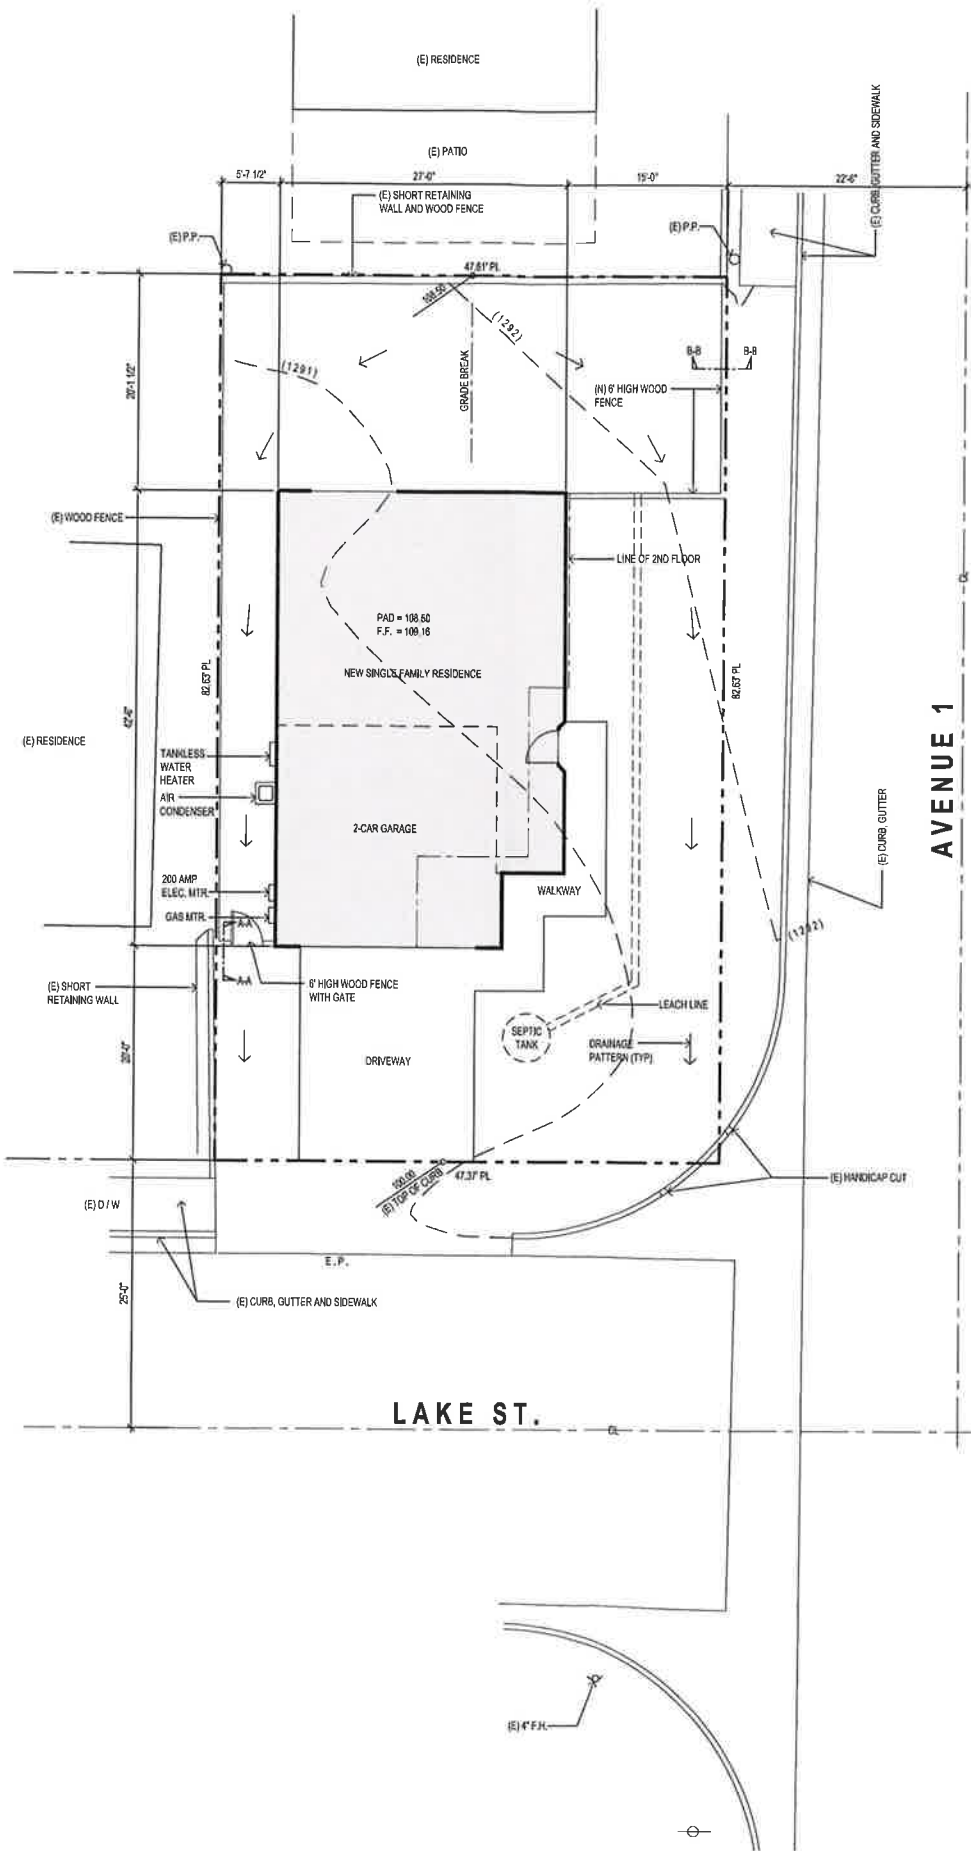 (E) RESIDENCE
(E) CURB, GUTTER AND SIDEWALK
(E) PATIO
5'-7 1/2"
27'-0"
15'-0"
22'-6"
(E) SHORT RETAINING
WALL AND WOOD FENCE
(E) P.P.
(E) P.P.
47.61' PL
108.50
(1292)
(1291)
GRADE BREAK
B-B
B-B
20'-1 1/2"
(N) 6' HIGH WOOD
FENCE
(E) WOOD FENCE
LINE OF 2ND FLOOR
CL
PAD = 108.50
F.F. = 109.16
NEW SINGLE FAMILY RESIDENCE
82.63' PL
82.63' PL
42'-6"
(E) RESIDENCE
AVENUE 1
TANKLESS
WATER
HEATER
AIR
CONDENSER
2-CAR GARAGE
(E) CURB, GUTTER
200 AMP
ELEC. MTR.
GAS MTR.
WALKWAY
A-A
(1292)
A-A
6' HIGH WOOD FENCE
WITH GATE
(E) SHORT
RETAINING WALL
LEACH LINE
SEPTIC
TANK
DRAINAGE
PATTERN (TYP)
20'-0"
DRIVEWAY
100.00
(E) TOP OF CURB
47.37' PL
(E) HANDICAP CUT
(E) D / W
E.P.
25'-0"
(E) CURB, GUTTER AND SIDEWALK
LAKE ST.
CL
(E) 4" F.H.